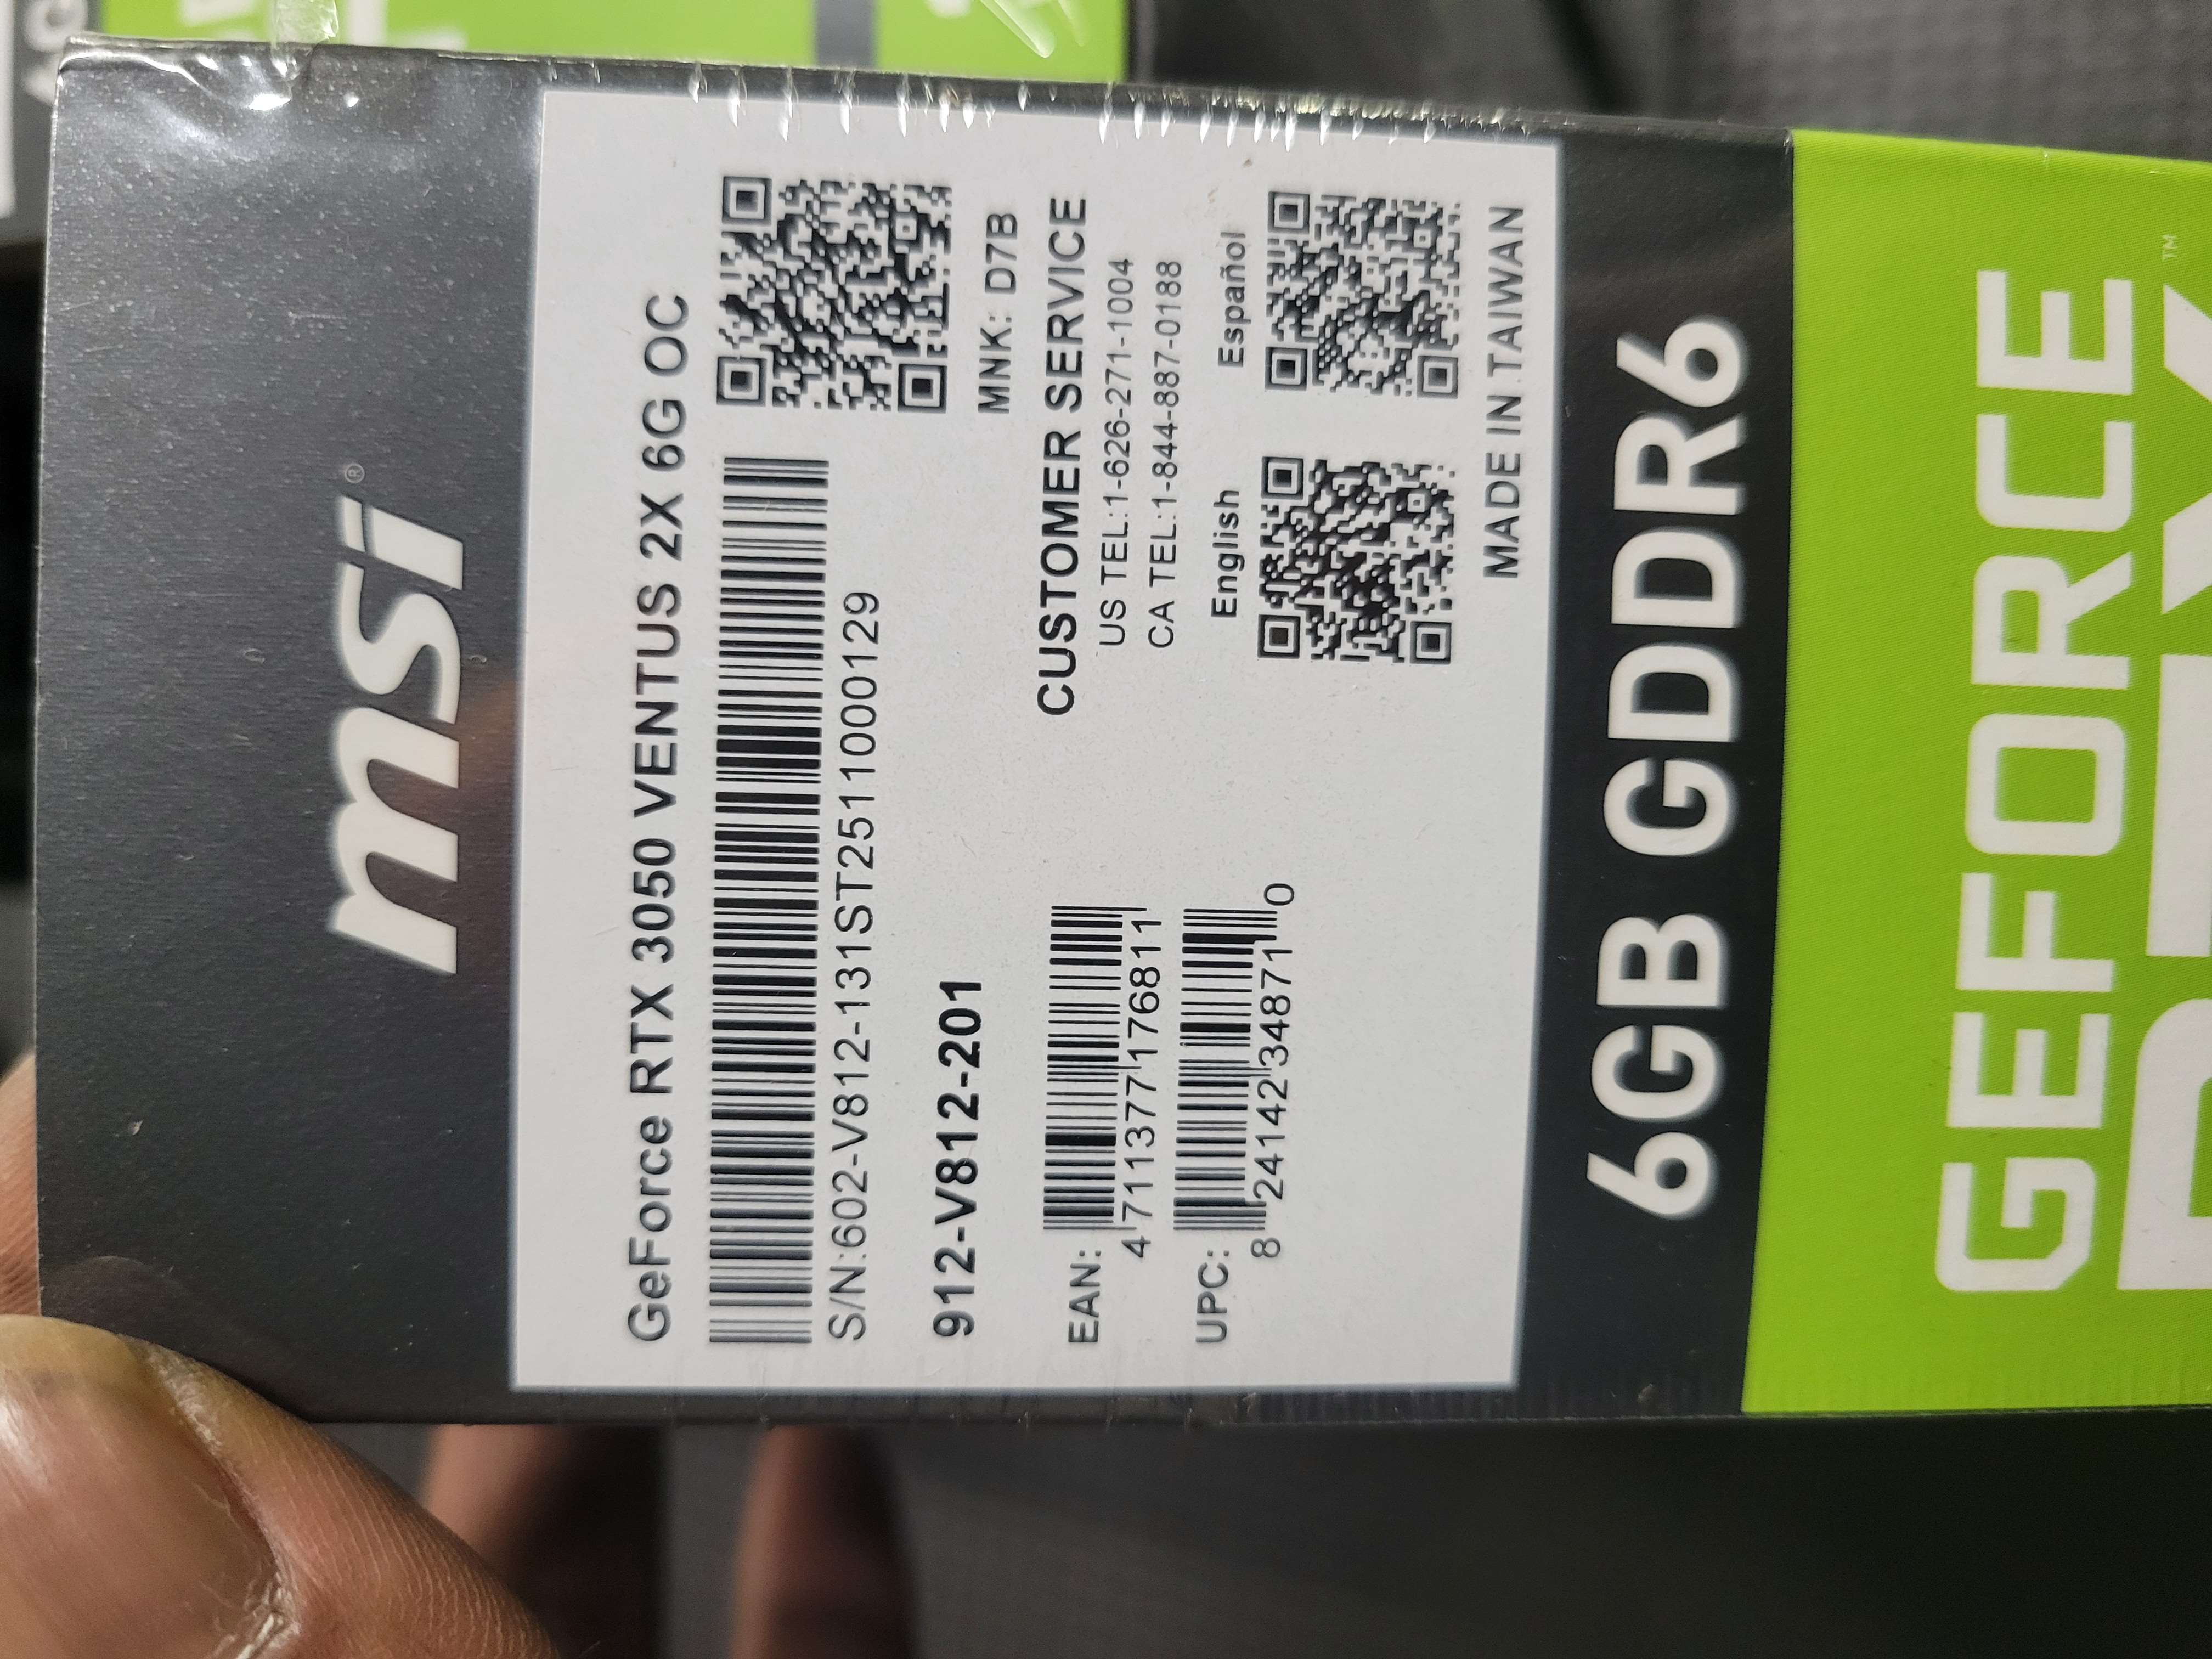 msi®
GeForce RTX 3050 VENTUS 2X 6G OC
S/N:602-V812-131ST2511000129
912-V812-201
MNK: D7B
CUSTOMER SERVICE
US TEL:1-626-271-1004
CA TEL:1-844-887-0188
EAN:
4 711377 176811
UPC:
8 24142 34871 0
English
Español
MADE IN TAIWAN
6GB GDDR6
GEFORCE
™